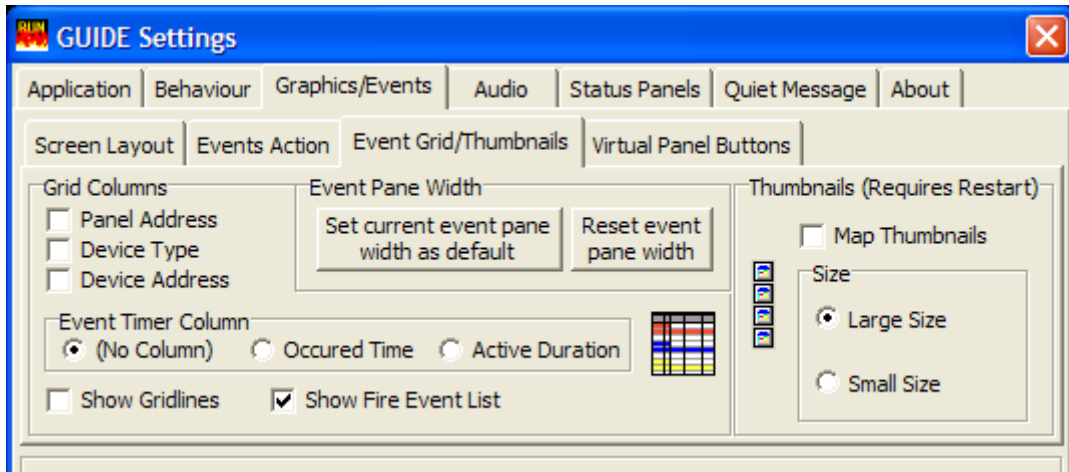 RUN
GUIDE Settings
Application Behaviour Graphics/Events Audio Status Panels Quiet Message About
Screen Layout Events Action Event Grid/Thumbnails Virtual Panel Buttons
Grid Columns
Panel Address
Device Type
Device Address
Event Pane Width
Set current event pane
width as default
Reset event
pane width
Event Timer Column
(No Column) Occured Time Active Duration
Show Gridlines Show Fire Event List
Thumbnails (Requires Restart)
Map Thumbnails
Size
Large Size
Small Size